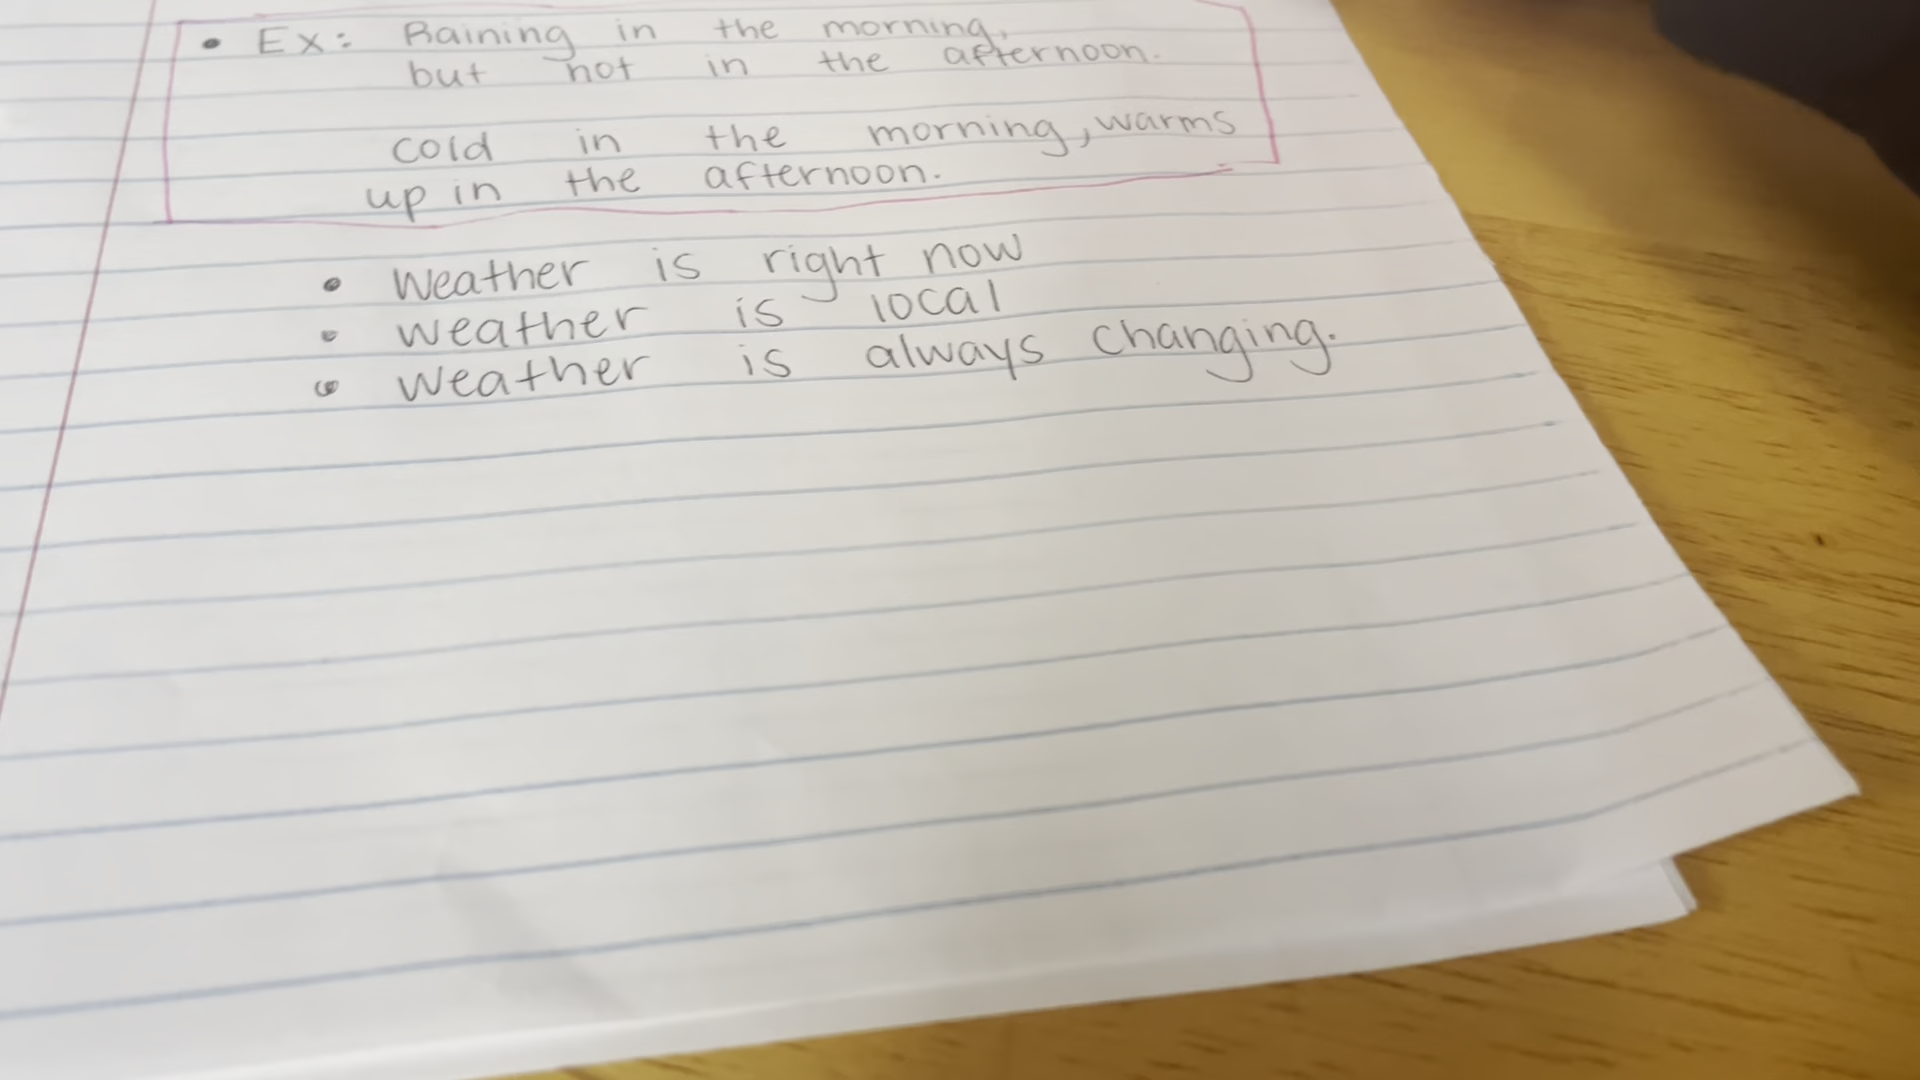 • Ex: Raining in the morning,
but not in the afternoon.
cold in the morning, warms
up in the afternoon.
• Weather is right now
• weather is local
• weather is always changing.